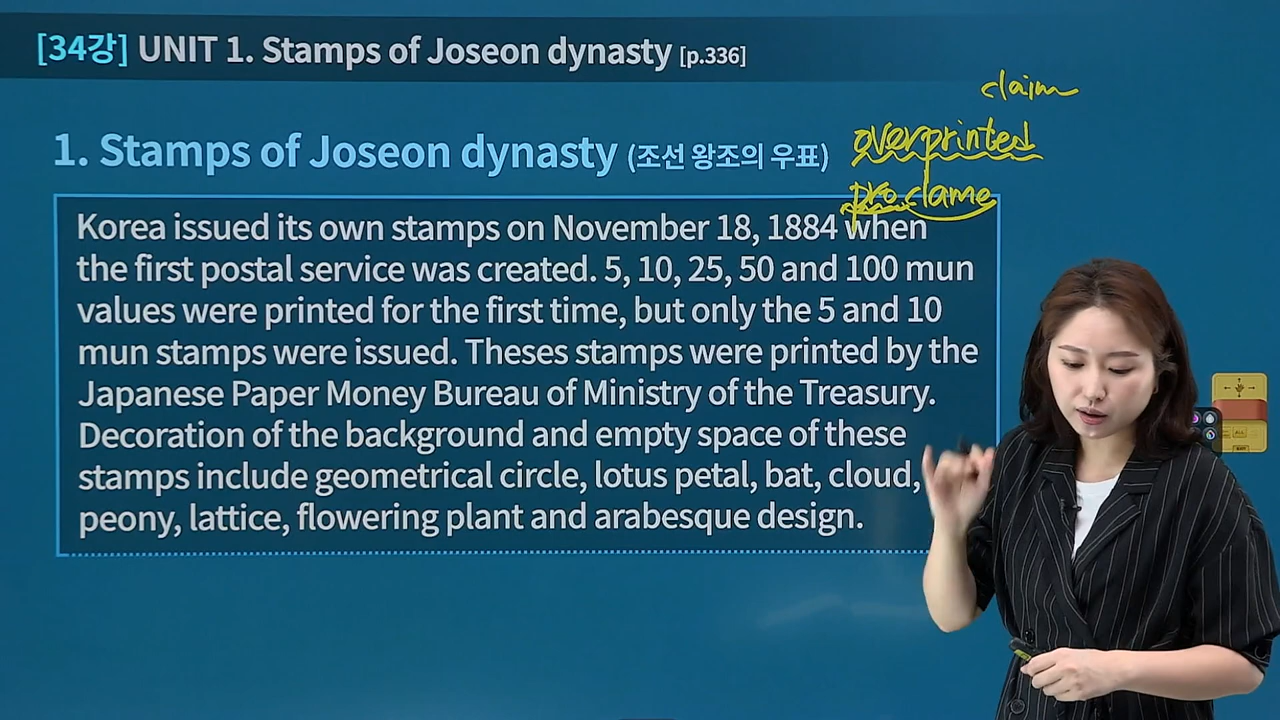 [34강] UNIT 1. Stamps of Joseon dynasty [p.336]
claim
overprinted
1. Stamps of Joseon dynasty (조선 왕조의 우표)
proclame
Korea issued its own stamps on November 18, 1884 when
the first postal service was created. 5, 10, 25, 50 and 100 mun
values were printed for the first time, but only the 5 and 10
mun stamps were issued. Theses stamps were printed by the
Japanese Paper Money Bureau of Ministry of the Treasury.
Decoration of the background and empty space of these
stamps include geometrical circle, lotus petal, bat, cloud,
peony, lattice, flowering plant and arabesque design.